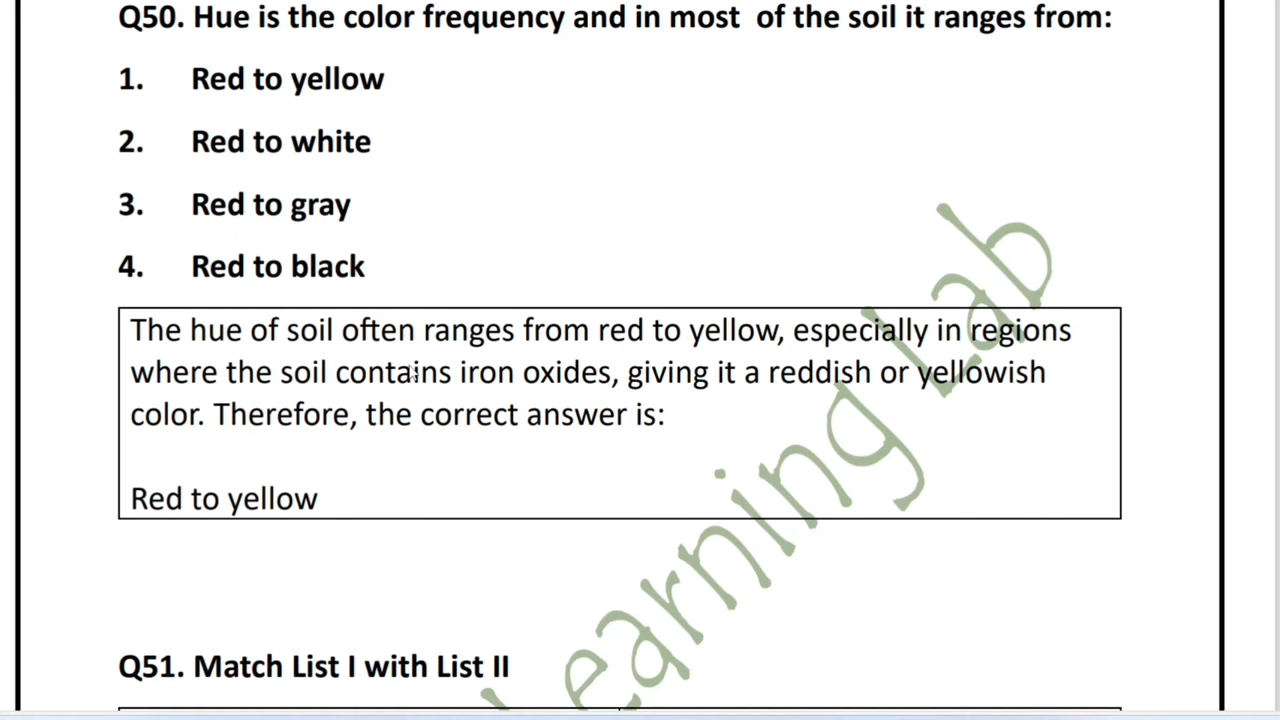 Q50. Hue is the color frequency and in most  of the soil it ranges from:
1. Red to yellow
2. Red to white
3. Red to gray
4. Red to black
The hue of soil often ranges from red to yellow, especially in regions
where the soil contains iron oxides, giving it a reddish or yellowish
color. Therefore, the correct answer is:
Red to yellow
Learning Lab
Q51. Match List I with List II